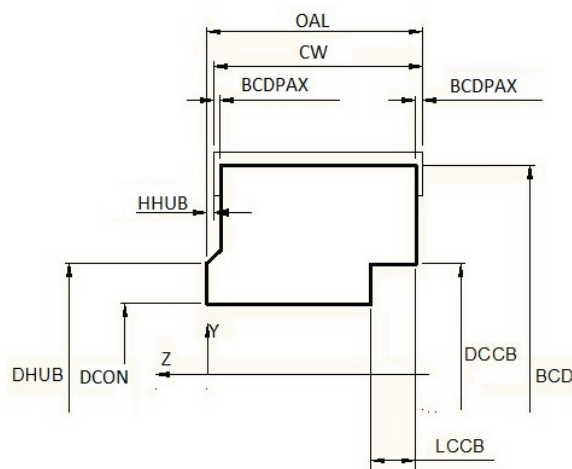 OAL
CW
BCDPAX
BCDPAX
HHUB
Y
Z
DHUB
DCON
DCCB
BCD
LCCB